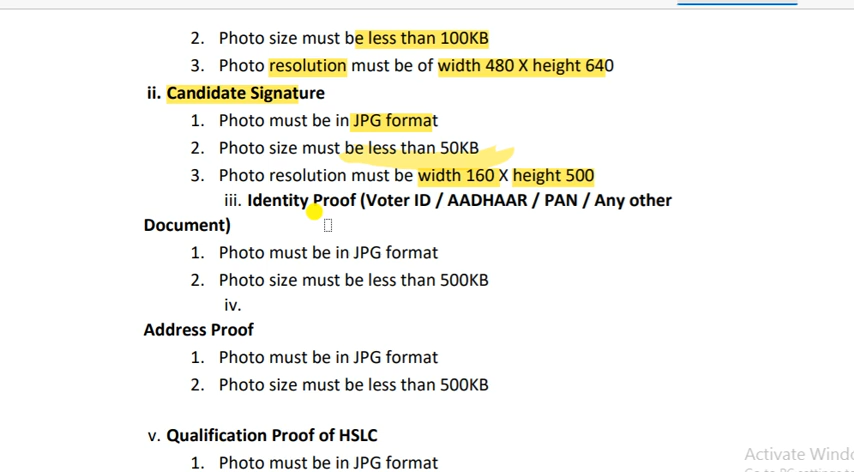 2. Photo size must be less than 100KB
3. Photo resolution must be of width 480 X height 640
ii. Candidate Signature
1. Photo must be in JPG format
2. Photo size must be less than 50KB
3. Photo resolution must be width 160 X height 500
iii. Identity Proof (Voter ID / AADHAAR / PAN / Any other
Document)
1. Photo must be in JPG format
2. Photo size must be less than 500KB
iv.
Address Proof
1. Photo must be in JPG format
2. Photo size must be less than 500KB
v. Qualification Proof of HSLC
1. Photo must be in JPG format
Activate Windo